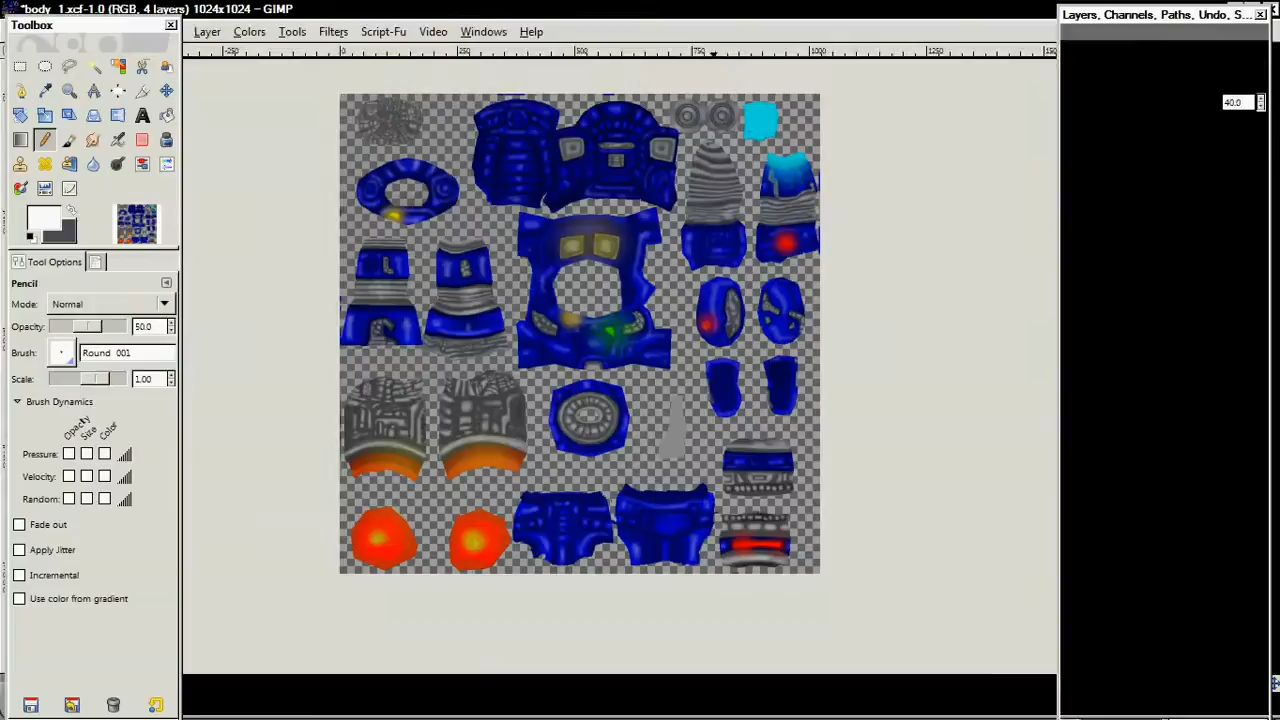 *body_1.xcf-1.0 (RGB, 4 layers) 1024x1024 – GIMP
Toolbox
Layers, Channels, Paths, Undo, S...
Layer Colors Tools Filters Script-Fu Video Windows Help
-250 0 250 500 750 1000 1250 150
40.0
Tool Options
Pencil
Mode: Normal
Opacity: 50.0
Brush: Round 001
Scale: 1.00
Brush Dynamics
Opacity Size Color
Pressure:
Velocity:
Random:
Fade out
Apply Jitter
Incremental
Use color from gradient